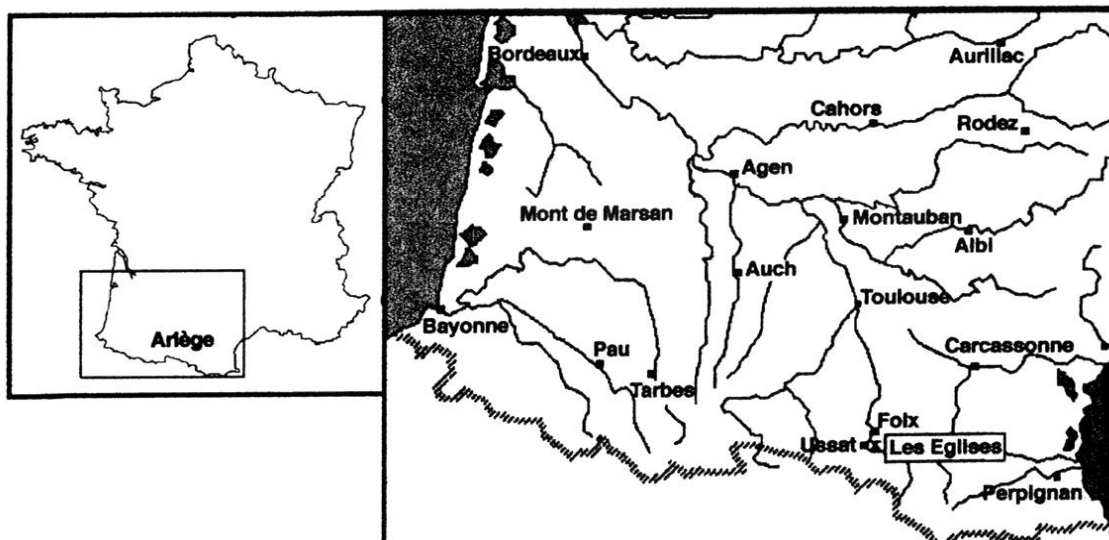 Bordeaux
Aurillac
Cahors
Rodez
Agen
Mont de Marsan
Montauban
Albi
Auch
Toulouse
Ariège
Bayonne
Pau
Carcassonne
Tarbes
Foix
Ussat
Les Eglises
Perpignan